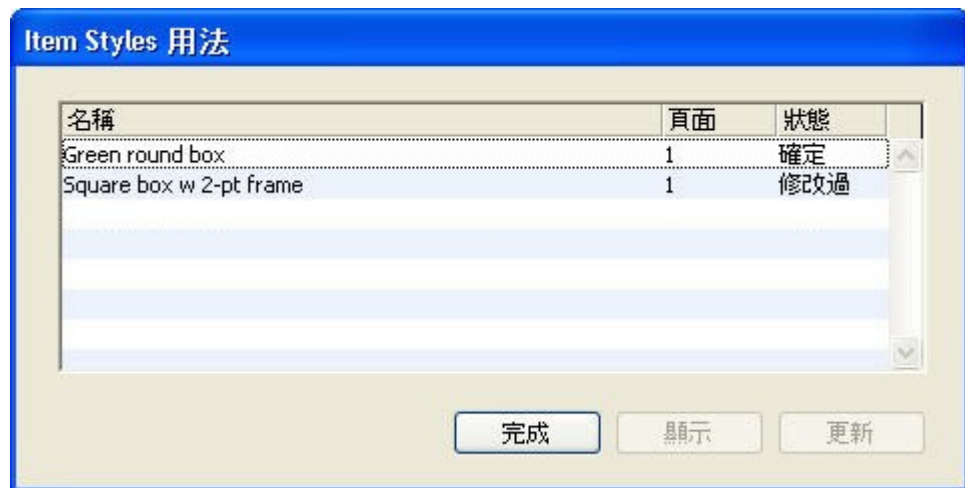 Item Styles 用法
名稱 頁面 狀態
Green round box 1 確定
Square box w 2-pt frame 1 修改過
完成 顯示 更新